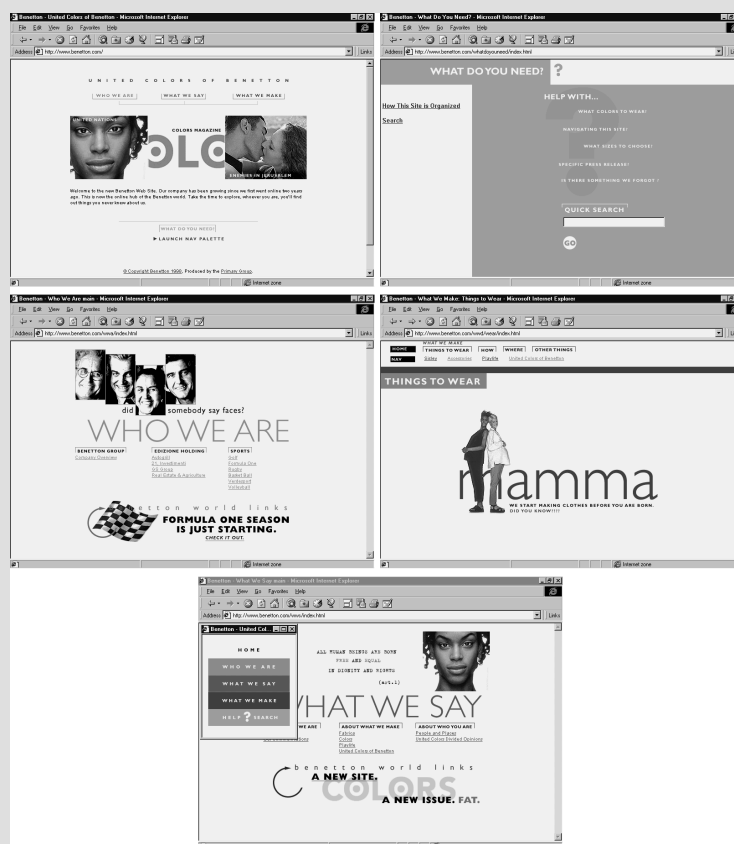 Benetton - United Colors of Benetton - Microsoft Internet Explorer
File Edit View Go Favorites Help
Address http://www.benetton.com/ Links
UNITED COLORS OF BENETTON
WHO WE ARE WHAT WE SAY WHAT WE MAKE
UNITED NATIONS
COLORS MAGAZINE
OLO
ENEMIES IN JERUSALEM
Welcome to the new Benetton Web Site. Our company has been growing since we first went online two years
ago. This is now the online hub of the Benetton world. Take the time to explore, whoever you are, you'll find
out things you never knew about us.
WHAT DO YOU NEED?
LAUNCH NAV PALETTE
© Copyright Benetton 1998. Produced by the Primary Group.
Internet zone
Benetton - What Do You Need? - Microsoft Internet Explorer
File Edit View Go Favorites Help
Address http://www.benetton.com/whatdoyouneed/index.html
WHAT DO YOU NEED? ?
How This Site is Organized
Search
HELP WITH...
WHAT COLORS TO WEAR?
NAVIGATING THIS SITE?
WHAT SIZES TO CHOOSE?
SPECIFIC PRESS RELEASE?
IS THERE SOMETHING WE FORGOT ?
QUICK SEARCH
GO
Internet zone
Benetton - Who We Are main - Microsoft Internet Explorer
File Edit View Go Favorites Help
Address http://www.benetton.com/wwa/index.html Links
did somebody say faces?
WHO WE ARE
BENETTON GROUP EDIZIONE HOLDING SPORTS
Company Overview Autogrill Golf
21, Investimenti Formula One
GS Group Rugby
Real Estate & Agriculture Basket Ball
Verdesport
Volleyball
benetton world links
FORMULA ONE SEASON
IS JUST STARTING.
CHECK IT OUT.
Internet zone
Benetton - What We Make: Things to Wear - Microsoft Internet Explorer
File Edit View Go Favorites Help
Address http://www.benetton.com/wwd/wear/index.html
WHAT WE MAKE
HOME THINGS TO WEAR HOW WHERE OTHER THINGS
NAV Sisley Accessories Playlife United Colors of Benetton
THINGS TO WEAR
mamma
WE START MAKING CLOTHES BEFORE YOU ARE BORN.
DID YOU KNOW?!!!
Internet zone
Benetton - What We Say main - Microsoft Internet Explorer
File Edit View Go Favorites Help
Address http://www.benetton.com/wws/index.html Links
Benetton - United Col...
HOME
WHO WE ARE
WHAT WE SAY
WHAT WE MAKE
HELP ? SEARCH
ALL HUMAN BEINGS ARE BORN
FREE AND EQUAL
IN DIGNITY AND RIGHTS
(art.1)
WHAT WE SAY
WE ARE ABOUT WHAT WE MAKE ABOUT WHO YOU ARE
Fabrica People and Places
Colors United Colors Divided Opinions
Playlife
United Colors of Benetton
benetton world links
A NEW SITE.
COLORS
A NEW ISSUE. FAT.